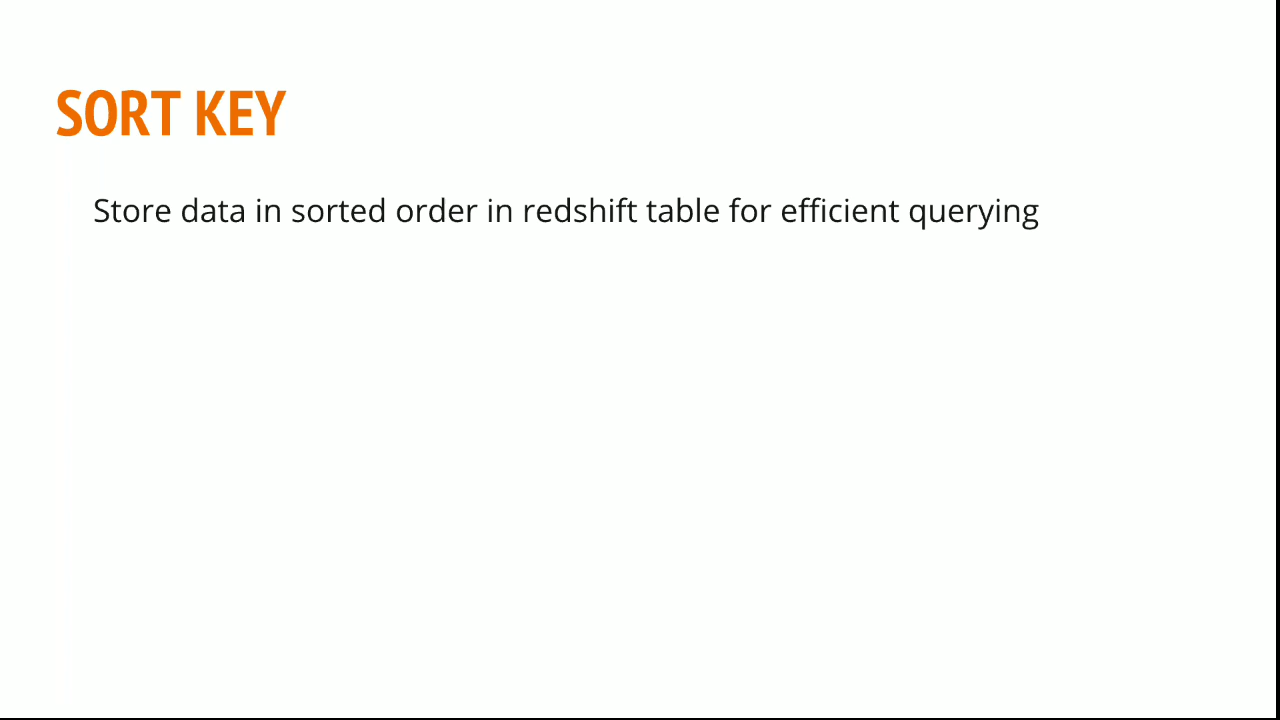 SORT KEY
Store data in sorted order in redshift table for efficient querying